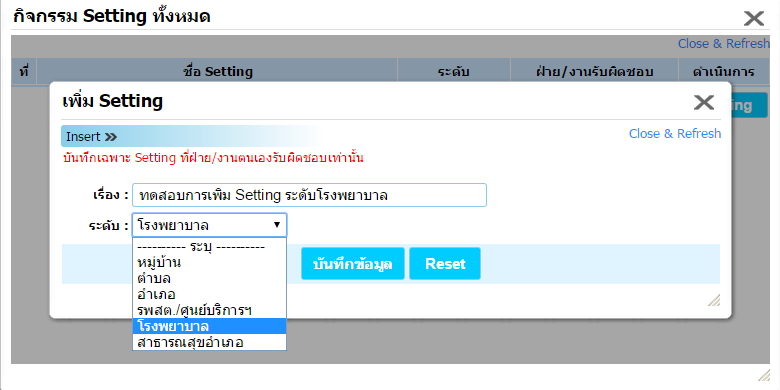 กิจกรรม Setting ทั้งหมด
Close & Refresh
ที่ ชื่อ Setting ระดับ ฝ่าย/งานรับผิดชอบ ดำเนินการ
เพิ่ม Setting
Insert >>
Close & Refresh
บันทึกเฉพาะ Setting ที่ฝ่าย/งานตนเองรับผิดชอบเท่านั้น
เรื่อง : ทดสอบการเพิ่ม Setting ระดับโรงพยาบาล
ระดับ : โรงพยาบาล
---------- ระบุ ----------
หมู่บ้าน
ตำบล
อำเภอ
รพสต./ศูนย์บริการฯ
โรงพยาบาล
สาธารณสุขอำเภอ
บันทึกข้อมูล Reset